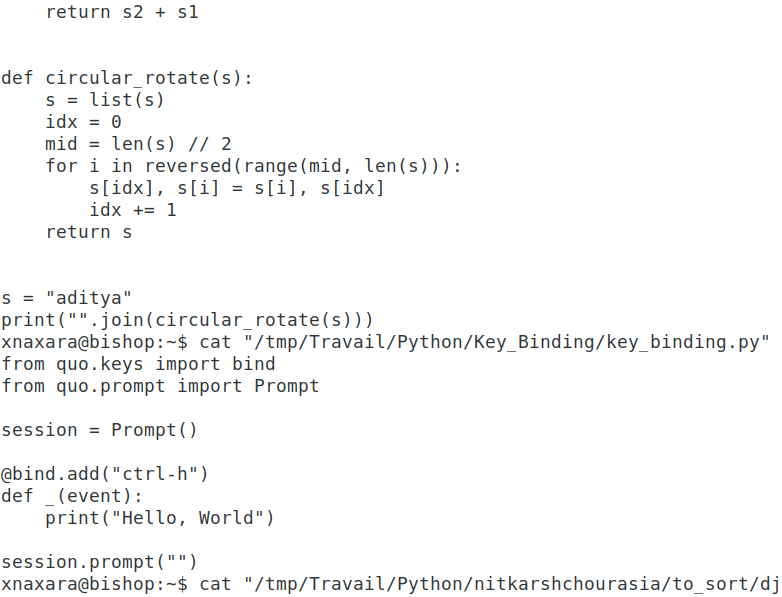 return s2 + s1


def circular_rotate(s):
    s = list(s)
    idx = 0
    mid = len(s) // 2
    for i in reversed(range(mid, len(s))):
        s[idx], s[i] = s[i], s[idx]
        idx += 1
    return s


s = "aditya"
print("".join(circular_rotate(s)))
xnaxara@bishop:~$ cat "/tmp/Travail/Python/Key_Binding/key_binding.py"
from quo.keys import bind
from quo.prompt import Prompt

session = Prompt()

@bind.add("ctrl-h")
def _(event):
    print("Hello, World")

session.prompt("")
xnaxara@bishop:~$ cat "/tmp/Travail/Python/nitkarshchourasia/to_sort/dj